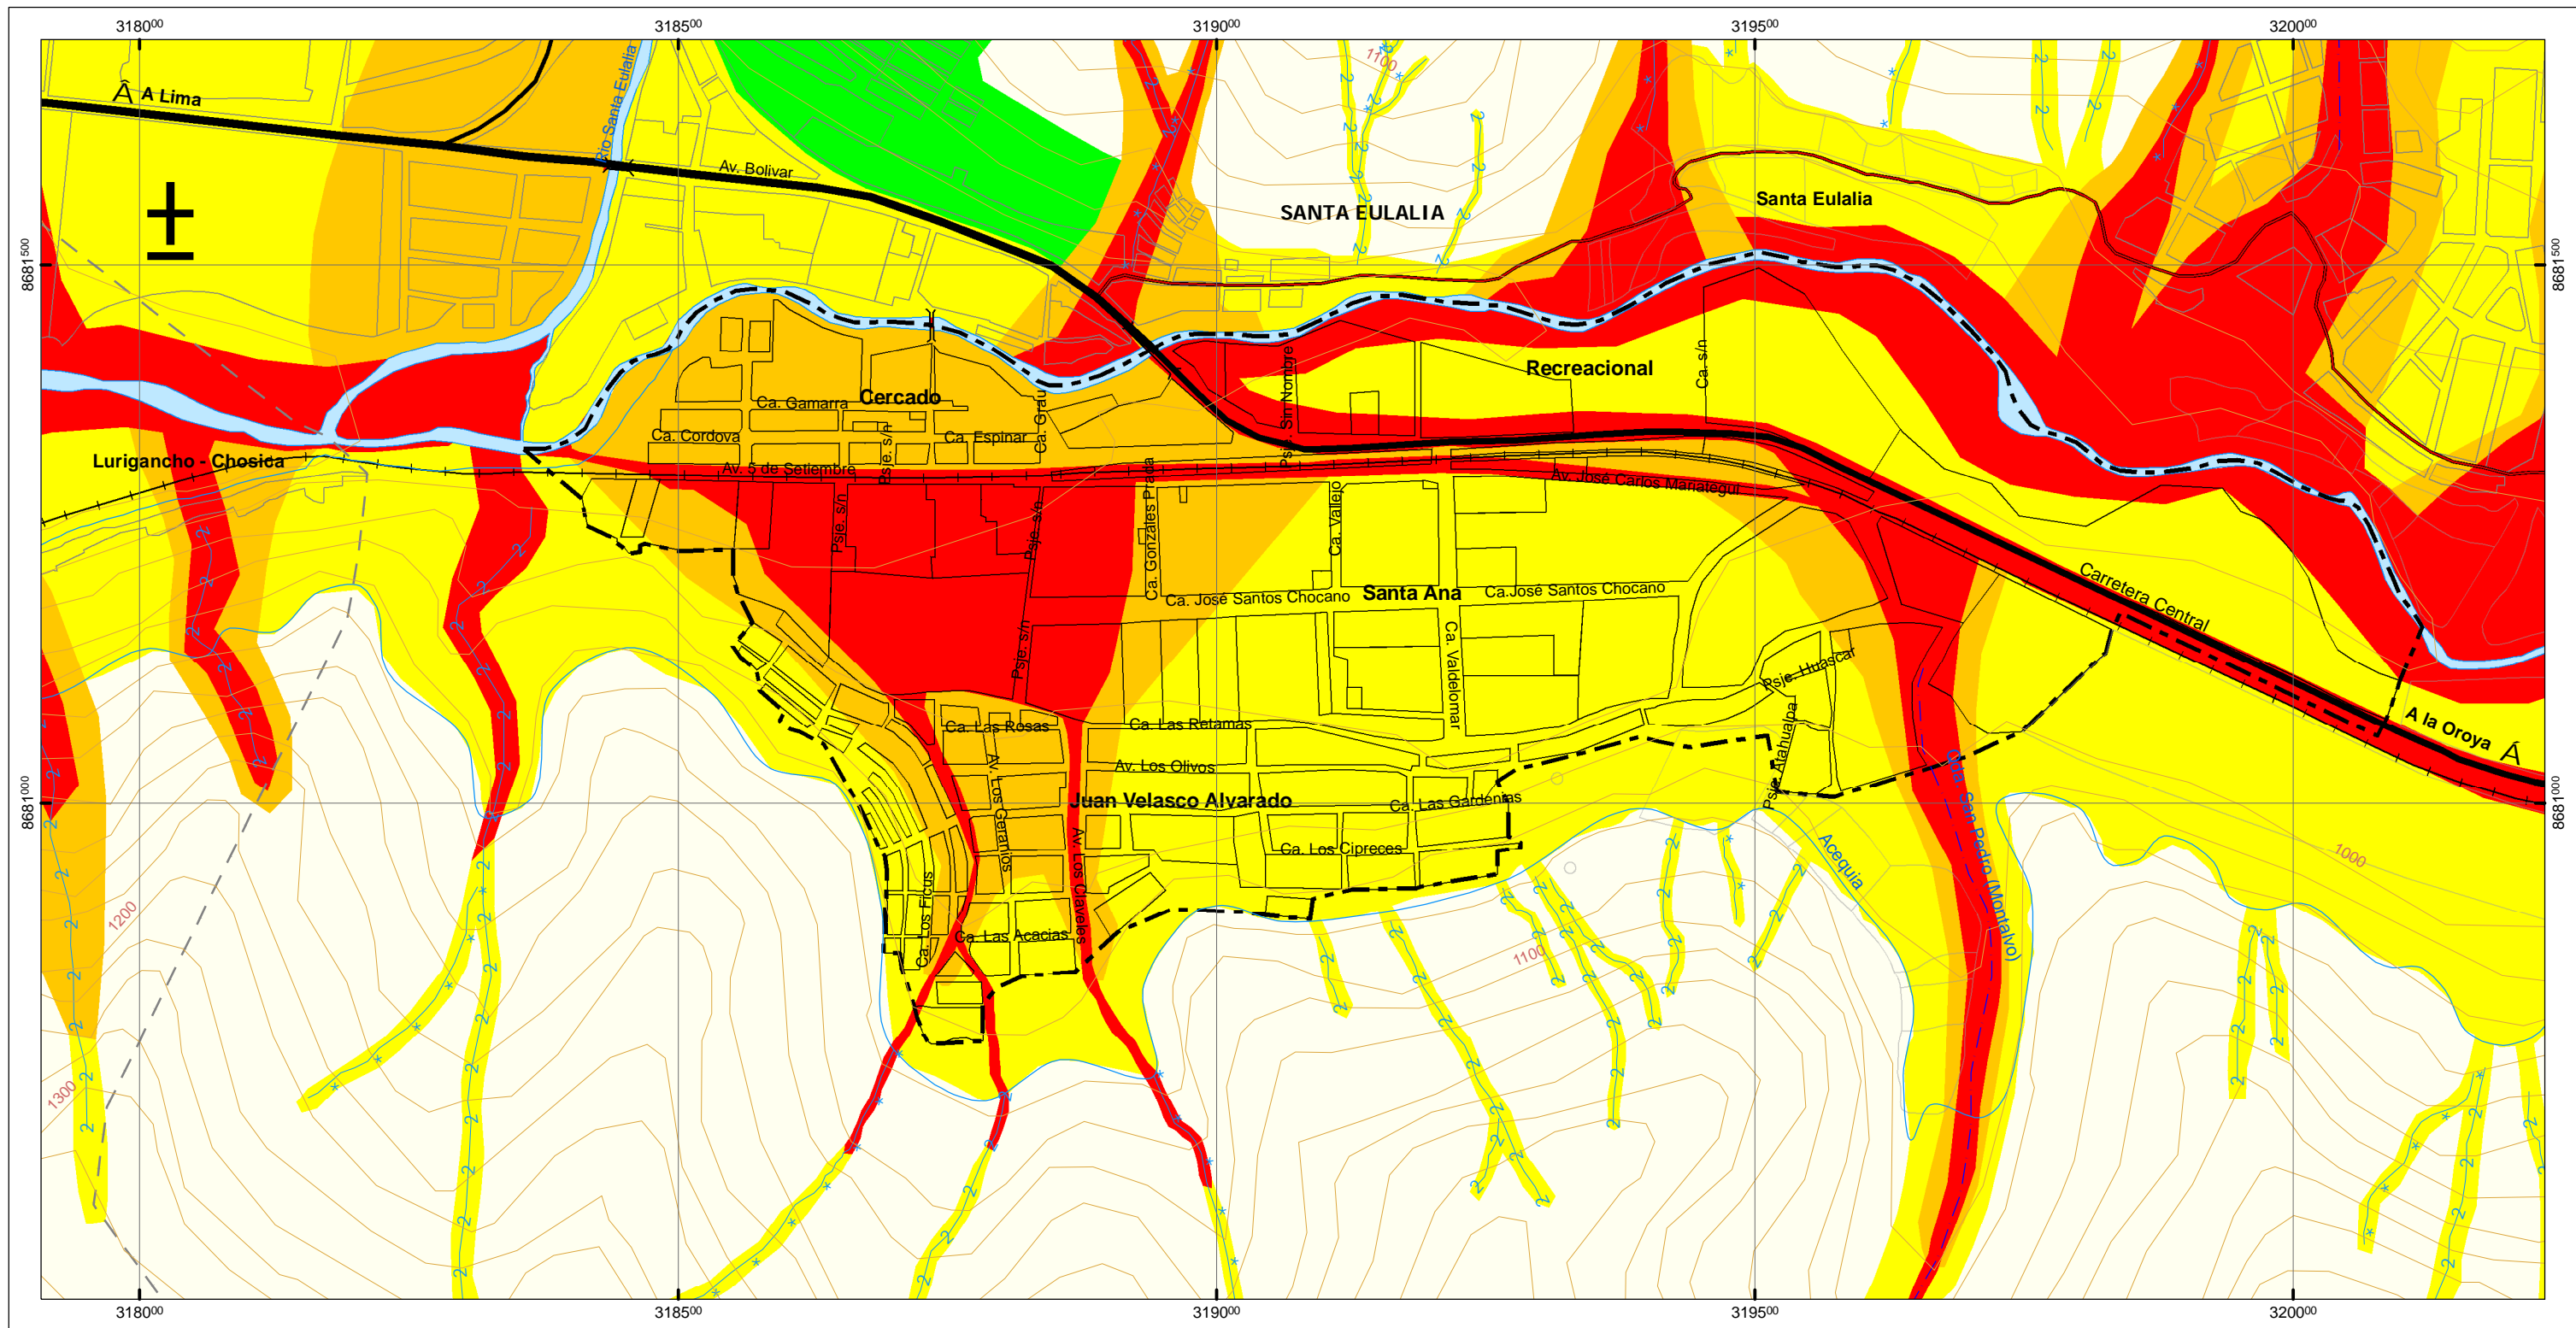 3180⁰⁰ 3185⁰⁰ 3190⁰⁰ 3195⁰⁰ 3200⁰⁰
Â A Lima
Rio Santa Eulalia
1100
Av. Bolivar
SANTA EULALIA
Santa Eulalia
8681500
8681500
Recreacional
Ca. s/n
Psje. Sin Nombre
Cercado
Ca. Gamarra
Ca. Grau
Ca. Cordova
Psje. s/n
Ca. Espinar
Lurigancho - Chosica
Av. 5 de Setiembre
Ca. Gonzales Prada
Av. José Carlos Mariategui
Psje. s/n
Psje. s/n
Ca. Vallejo
Ca. José Santos Chocano
Santa Ana
Ca.José Santos Chocano
Carretera Central
Psje. s/n
Ca. Valdelomar
Psje. Huascar
Ca. Las Rosas
Ca. Las Retamas
A la Oroya Á
Psje. Atahualpa
Av. Los Olivos
Av. Los Geranios
Juan Velasco Alvarado
Ca. Las Gardenias
8681000
8681000
Qda. San Pedro (Montalvo)
Ca. Los Cipreces
Acequia
1000
Av. Los Claveles
Ca. Los Ficus
Ca. Las Acacias
1200
1100
1300
3180⁰⁰ 3185⁰⁰ 3190⁰⁰ 3195⁰⁰ 3200⁰⁰